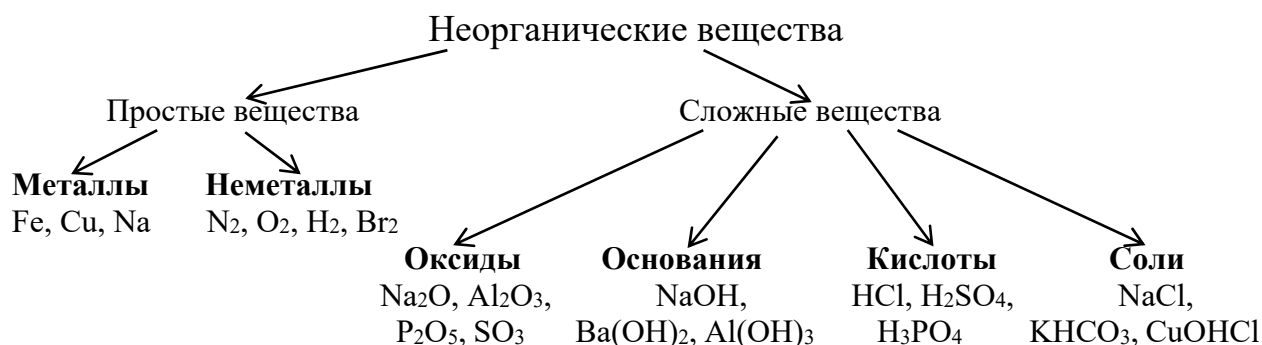 Неорганические вещества
Простые вещества
Сложные вещества
Металлы
Fe, Cu, Na
Неметаллы
N2, O2, H2, Br2
Оксиды
Na2O, Al2O3,
P2O5, SO3
Основания
NaOH,
Ba(OH)2, Al(OH)3
Кислоты
HCl, H2SO4,
H3PO4
Соли
NaCl,
KHCO3, CuOHCl